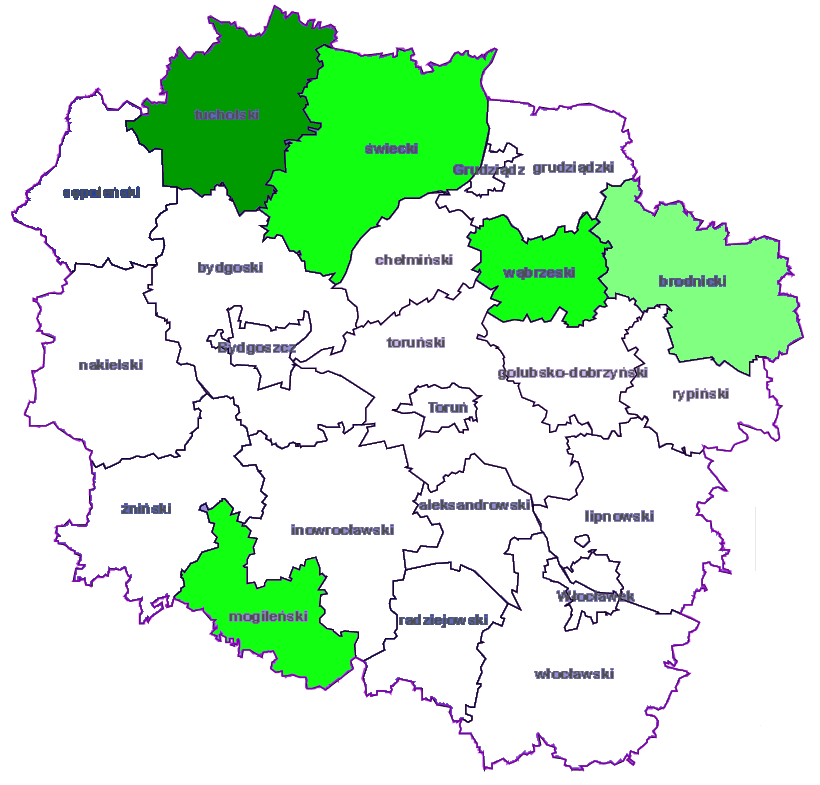 tucholski
świecki
Grudziądz
grudziądzki
sępoleński
bydgoski
chełmiński
wąbrzeski
brodnicki
toruński
Bydgoszcz
nakielski
golubsko-dobrzyński
rypiński
Toruń
żniński
aleksandrowski
lipnowski
inowrocławski
Włocławek
mogileński
radziejowski
włocławski